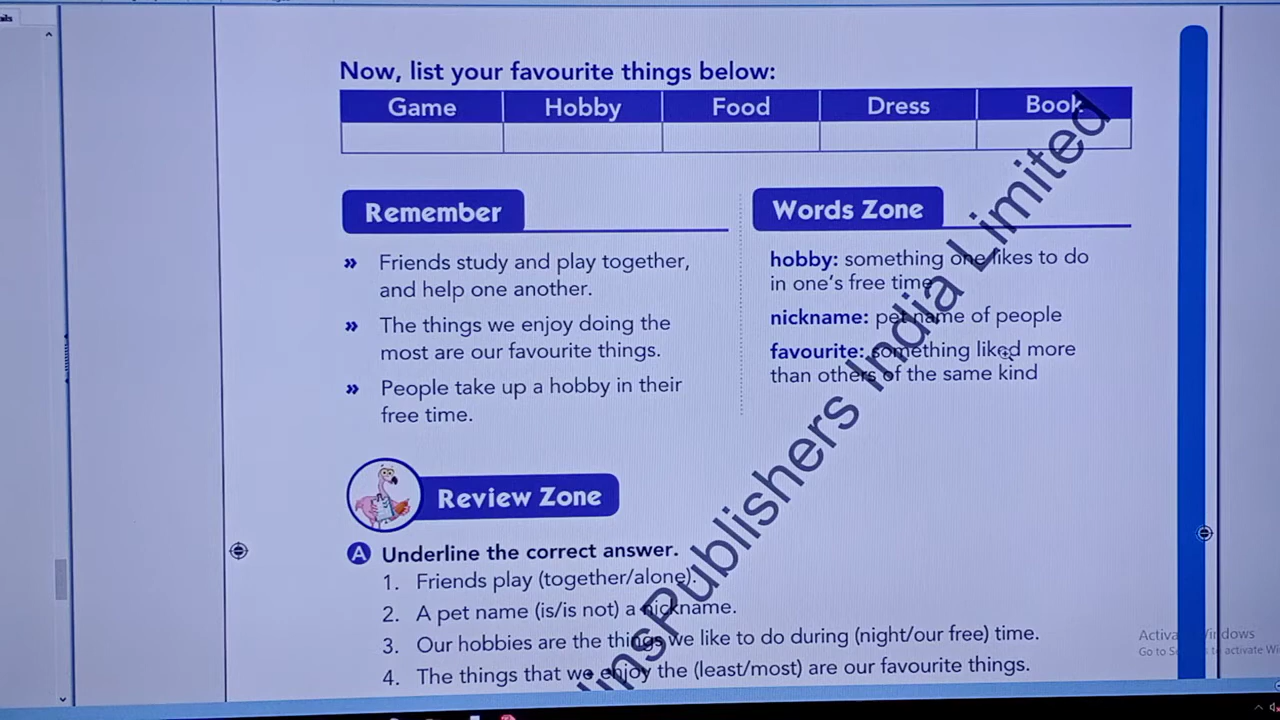 Now, list your favourite things below:
Game Hobby Food Dress Book
Remember
» Friends study and play together,
and help one another.
» The things we enjoy doing the
most are our favourite things.
» People take up a hobby in their
free time.
Words Zone
hobby: something one likes to do
in one's free time
nickname: pet name of people
favourite: something liked more
than others of the same kind
Review Zone
A Underline the correct answer.
1. Friends play (together/alone).
2. A pet name (is/is not) a nickname.
3. Our hobbies are the things we like to do during (night/our free) time.
4. The things that we enjoy the (least/most) are our favourite things.
Publishers India Limited
Activate Windows